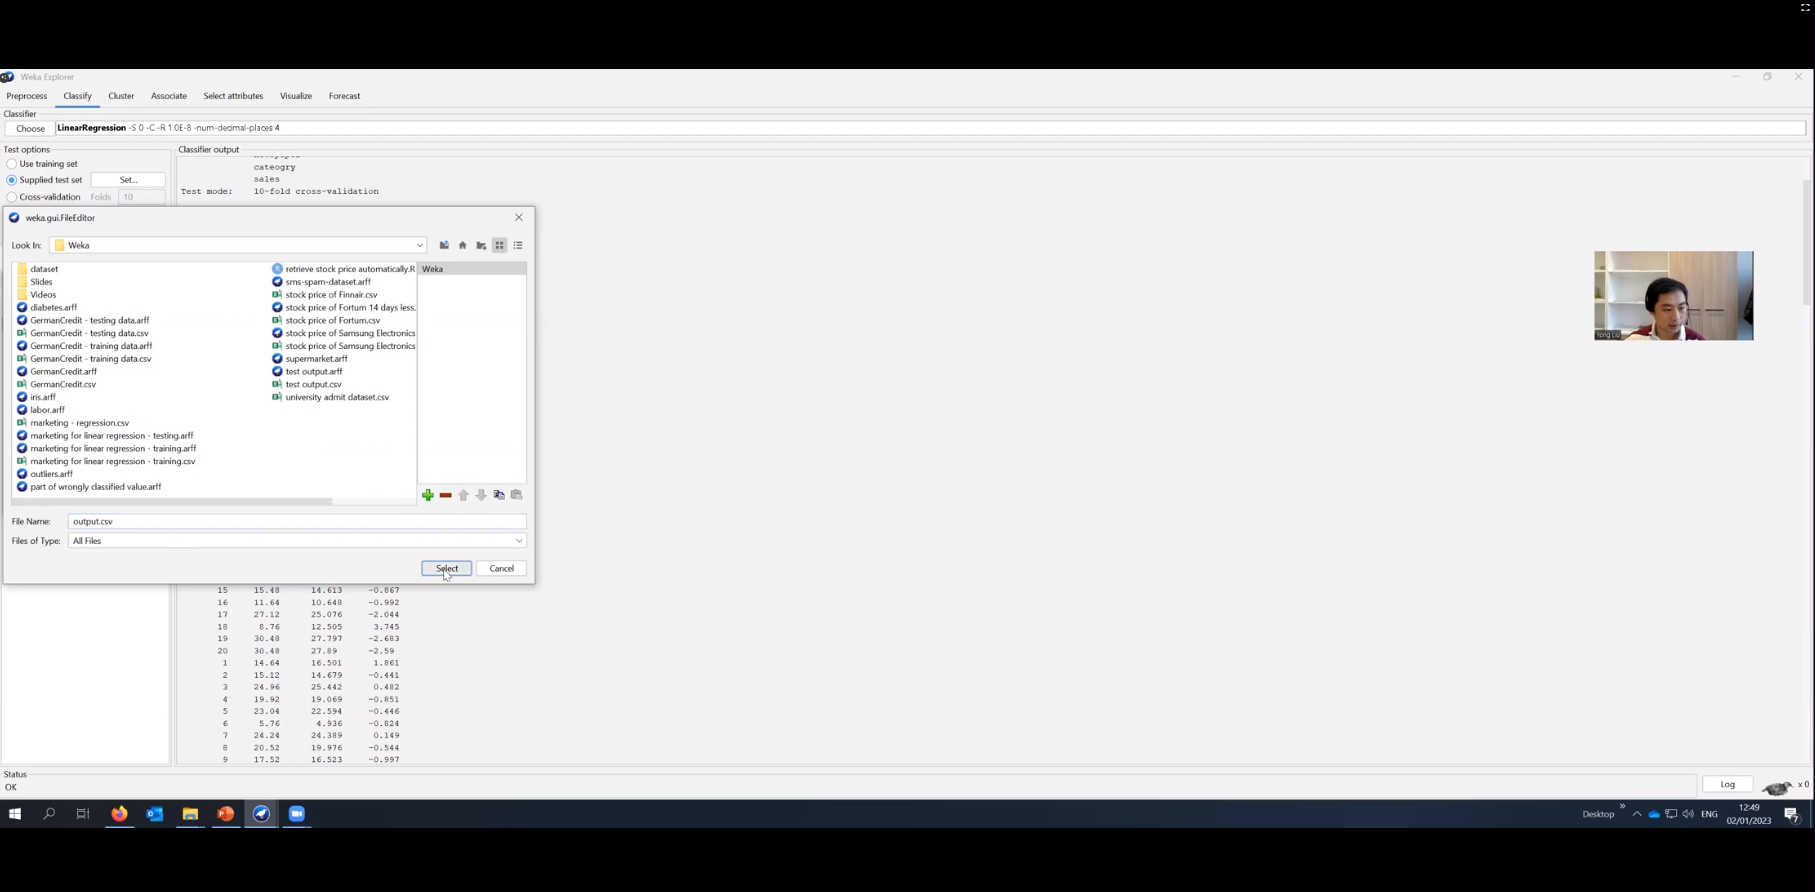 Weka Explorer
Preprocess Classify Cluster Associate Select attributes Visualize Forecast
Classifier
Choose LinearRegression -S 0 -C -R 1.0E-8 -num-decimal-places 4
Test options
Use training set
Supplied test set Set...
Cross-validation Folds 10
Classifier output
cateogry
sales
Test mode: 10-fold cross-validation
weka.gui.FileEditor
Look In: Weka
dataset
Slides
Videos
diabetes.arff
GermanCredit - testing data.arff
GermanCredit - testing data.csv
GermanCredit - training data.arff
GermanCredit - training data.csv
GermanCredit.arff
GermanCredit.csv
iris.arff
labor.arff
marketing - regression.csv
marketing for linear regression - testing.arff
marketing for linear regression - training.arff
marketing for linear regression - training.csv
outliers.arff
part of wrongly classified value.arff
retrieve stock price automatically.R
sms-spam-dataset.arff
stock price of Finnair.csv
stock price of Fortum 14 days less.
stock price of Fortum.csv
stock price of Samsung Electronics
stock price of Samsung Electronics
supermarket.arff
test output.arff
test output.csv
university admit dataset.csv
Weka
File Name: output.csv
Files of Type: All Files
Select Cancel
15 15.48 14.613 -0.867
16 11.64 10.648 -0.992
17 27.12 25.076 -2.044
18 8.76 12.505 3.745
19 30.48 27.797 -2.683
20 30.48 27.89 -2.59
1 14.64 16.501 1.861
2 15.12 14.679 -0.441
3 24.96 25.442 0.482
4 19.92 19.069 -0.851
5 23.04 22.594 -0.446
6 5.76 4.936 -0.824
7 24.24 24.389 0.149
8 20.52 19.976 -0.544
9 17.52 16.523 -0.997
Yong Liu
Status
OK
Log x 0
Desktop ENG 12:49
02/01/2023
7